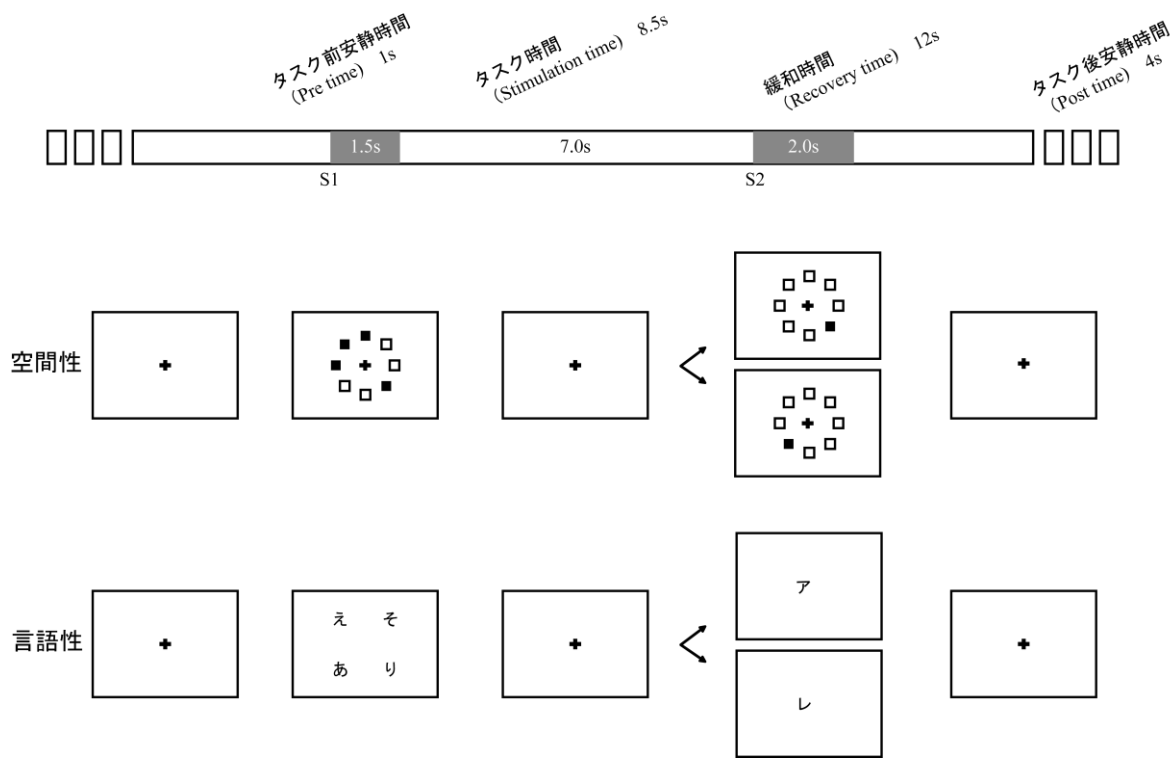 タスク前安静時間
(Pre time) 1s
タスク時間
(Stimulation time) 8.5s
緩和時間
(Recovery time) 12s
タスク後安静時間
(Post time) 4s
1.5s 7.0s 2.0s
S1 S2
空間性
言語性
え そ
あ り
ア
レ